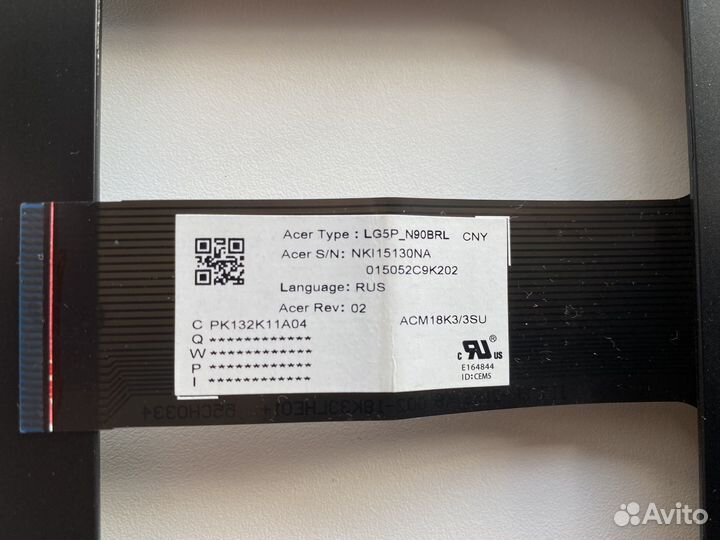 Acer Type : LG5P_N90BRL CNY
Acer S/N: NKI15130NA
015052C9K202
Language: RUS
Acer Rev: 02
C PK132K11A04 ACM18K3/3SU
Q ************
W ************
P ************
I ************
c RU us
E164844
ID:CEMS
Avito